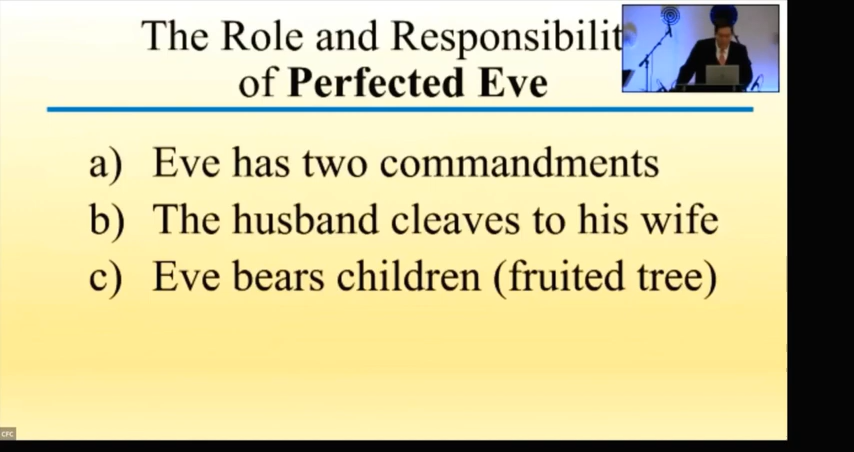 The Role and Responsibilit
of Perfected Eve
a) Eve has two commandments
b) The husband cleaves to his wife
c) Eve bears children (fruited tree)
CFC